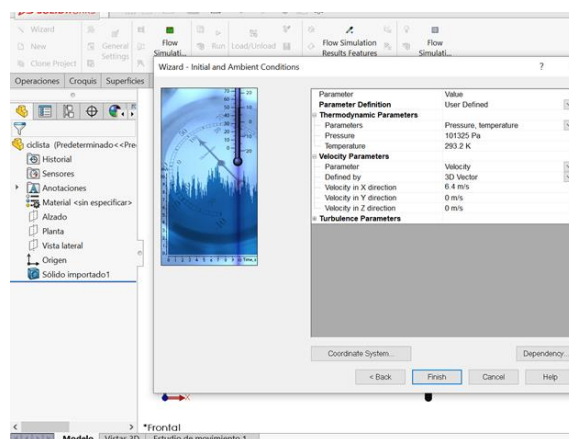 SOLIDWORKS
Wizard
New
Clone Project
General
Settings
Flow
Simulati...
Run
Load/Unload
Flow Simulation
Results Features
Flow
Simulati...
Operaciones
Croquis
Superficies
Wizard - Initial and Ambient Conditions
?
ciclista (Predeterminado<<Pre
Historial
Sensores
Anotaciones
Material <sin especificar>
Alzado
Planta
Vista lateral
Origen
Sólido importado1
Parameter Value
Parameter Definition User Defined
Thermodynamic Parameters
Parameters Pressure, temperature
Pressure 101325 Pa
Temperature 293.2 K
Velocity Parameters
Parameter Velocity
Defined by 3D Vector
Velocity in X direction 6.4 m/s
Velocity in Y direction 0 m/s
Velocity in Z direction 0 m/s
Turbulence Parameters
Coordinate System...
Dependency...
< Back
Finish
Cancel
Help
*Frontal
Modelo
Vistas 3D
Estudio de movimiento 1